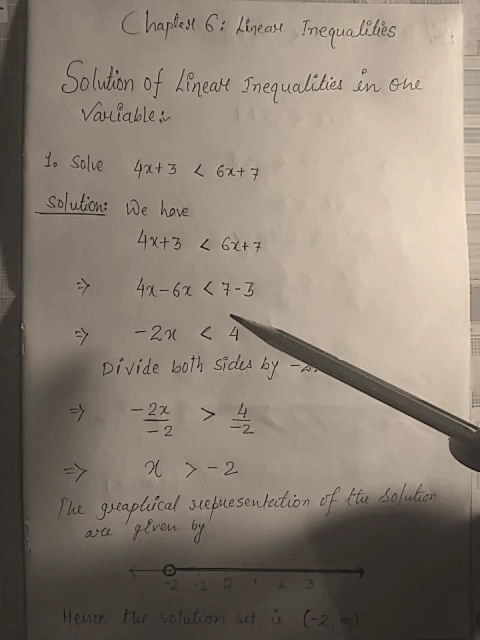 Chapter 6: Linear Inequalities
Solution of Linear Inequalities in one
Variable:-
1. Solve 4x+3 < 6x+7
Solution: We have
4x+3 < 6x+7
⇒ 4x-6x < 7-3
⇒ -2x < 4
Divide both sides by -2.
⇒ -2x/-2 > 4/-2
⇒ x > -2
The graphical representation of the solution
are given by
-2 -1 0 1 2 3
Hence the solution set is (-2, ∞)